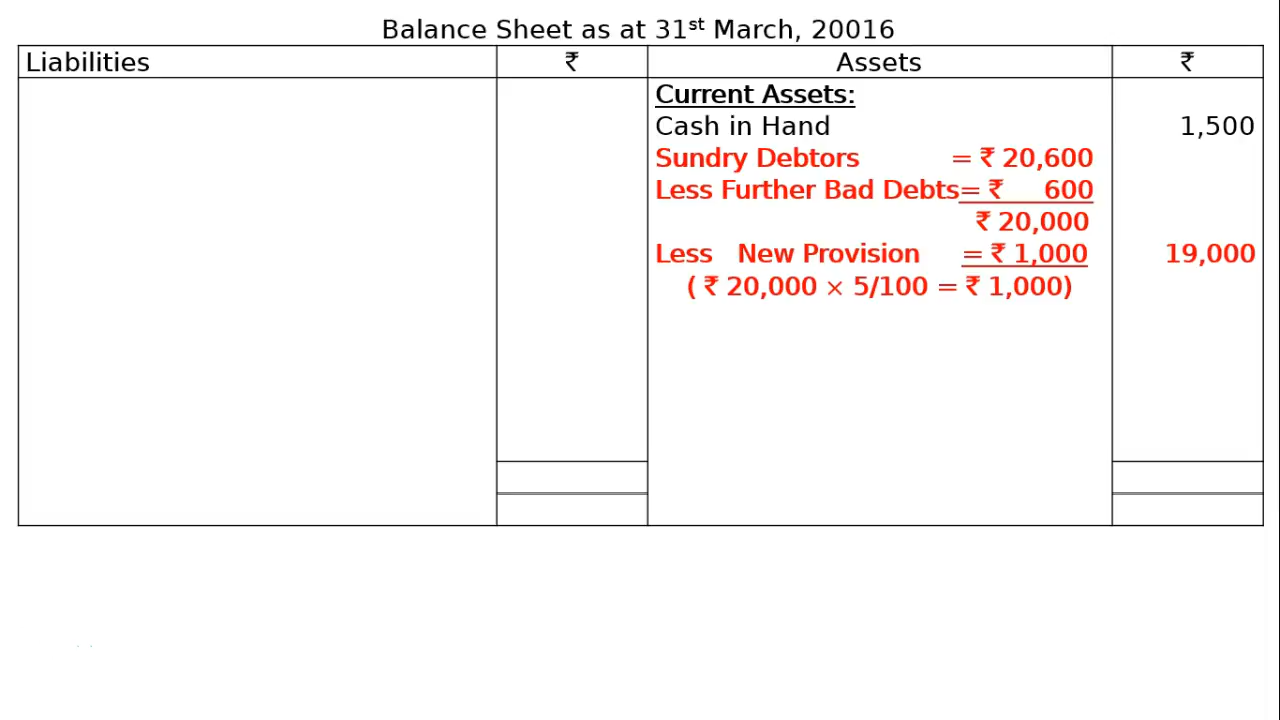 Balance Sheet as at 31st March, 20016
Liabilities ₹ Assets ₹
Current Assets:
Cash in Hand 1,500
Sundry Debtors = ₹ 20,600
Less Further Bad Debts= ₹ 600
₹ 20,000
Less New Provision = ₹ 1,000 19,000
( ₹ 20,000 × 5/100 = ₹ 1,000)